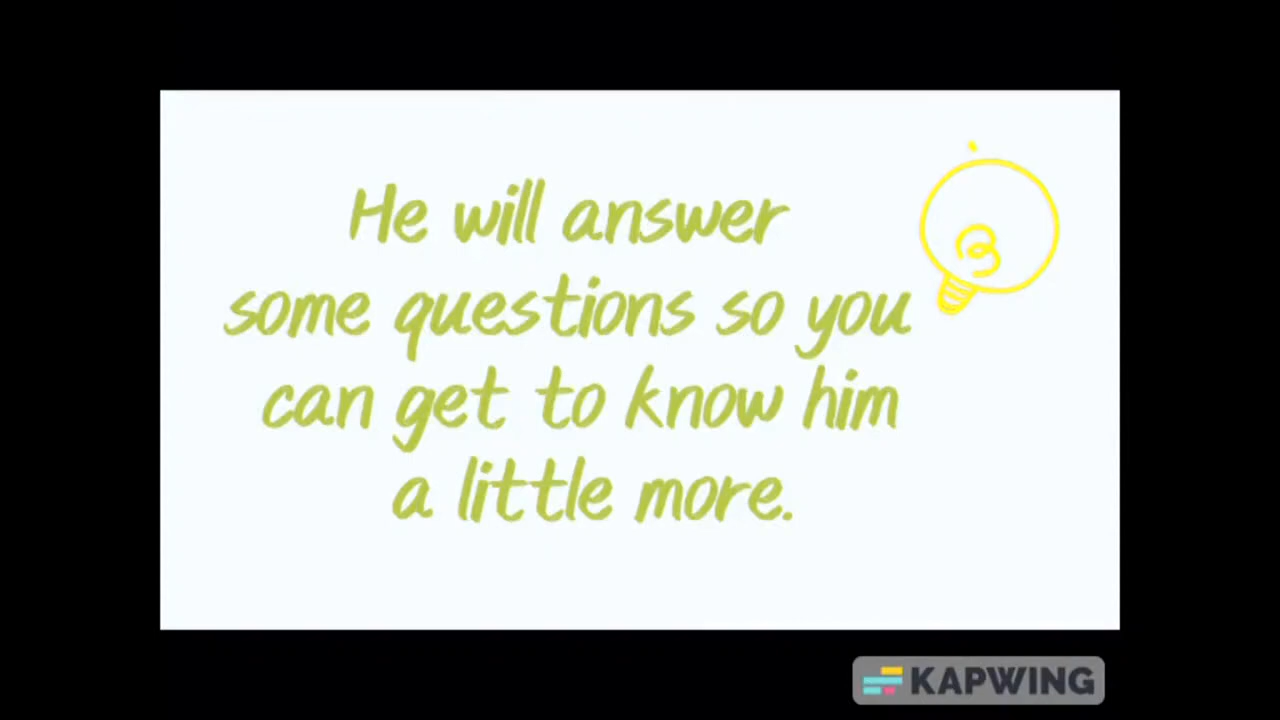 He will answer
some questions so you
can get to know him
a little more.
KAPWING